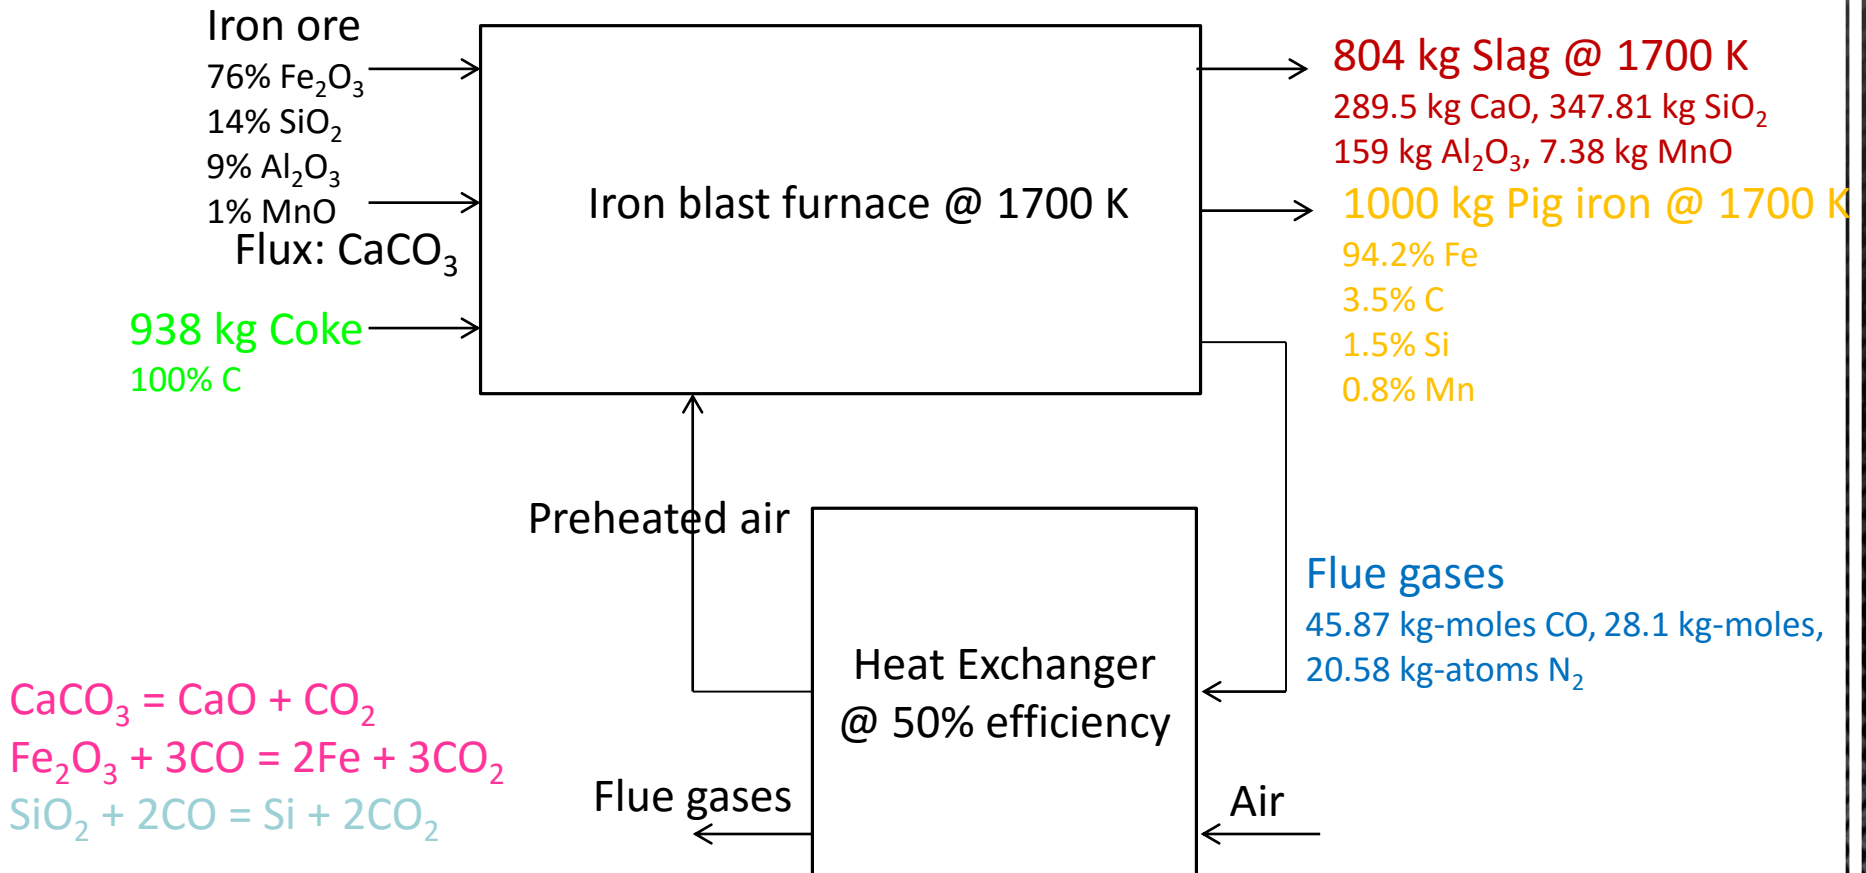 Iron ore
76% Fe₂O₃
14% SiO₂
9% Al₂O₃
1% MnO
Flux: CaCO₃
938 kg Coke
100% C
Iron blast furnace @ 1700 K
804 kg Slag @ 1700 K
289.5 kg CaO, 347.81 kg SiO₂
159 kg Al₂O₃, 7.38 kg MnO
1000 kg Pig iron @ 1700 K
94.2% Fe
3.5% C
1.5% Si
0.8% Mn
Preheated air
Flue gases
45.87 kg-moles CO, 28.1 kg-moles,
20.58 kg-atoms N₂
Heat Exchanger
@ 50% efficiency
CaCO₃ = CaO + CO₂
Fe₂O₃ + 3CO = 2Fe + 3CO₂
SiO₂ + 2CO = Si + 2CO₂
Flue gases
Air